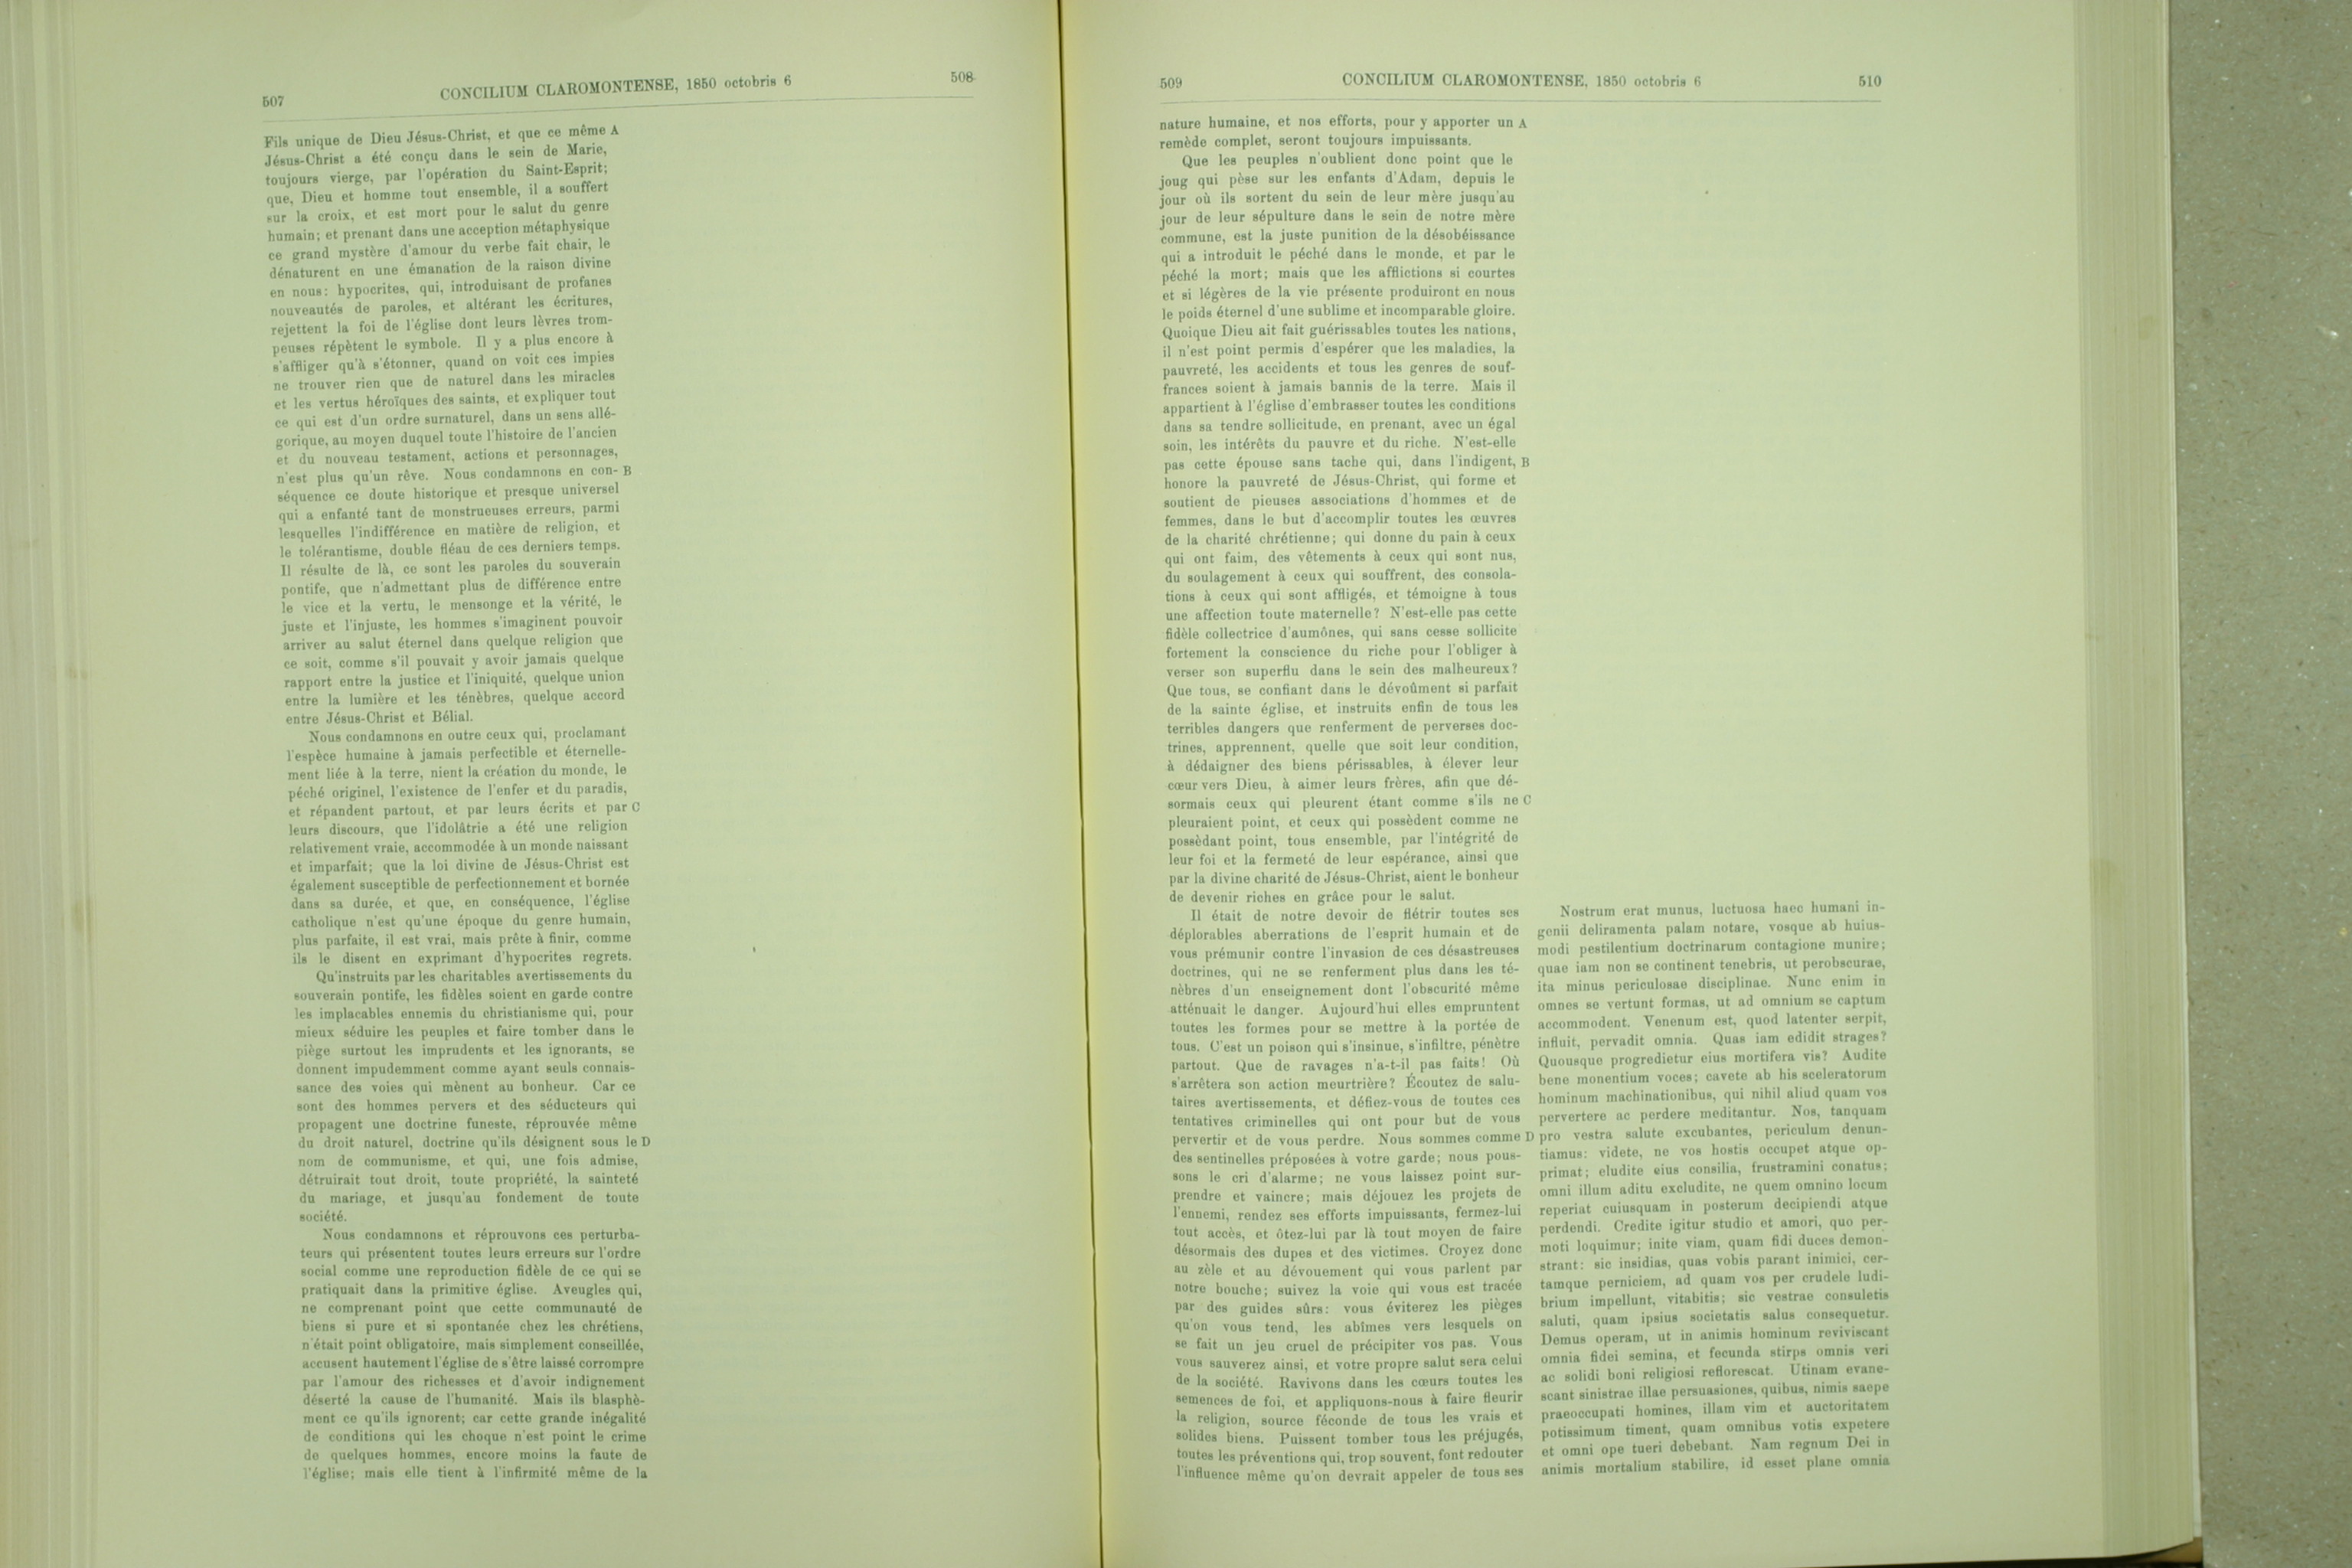 507
CONCILIUM CLAROMONTENSE, 1850 octobris 6
508
Fils unique de Dieu Jésus-Christ, et que ce même A
Jésus-Christ a été conçu dans le sein de Marie,
toujours vierge, par l'opération du Saint-Esprit;
que, Dieu et homme tout ensemble, il a souffert
sur la croix, et est mort pour le salut du genre
humain; et prenant dans une acception métaphysique
ce grand mystère d'amour du verbe fait chair, le
dénaturent en une émanation de la raison divine
en nous: hypocrites, qui, introduisant de profanes
nouveautés de paroles, et altérant les écritures,
rejettent la foi de l'église dont leurs lèvres trom-
peuses répètent le symbole. Il y a plus encore à
s'affliger qu'à s'étonner, quand on voit ces impies
ne trouver rien que de naturel dans les miracles
et les vertus héroïques des saints, et expliquer tout
ce qui est d'un ordre surnaturel, dans un sens allé-
gorique, au moyen duquel toute l'histoire de l'ancien
et du nouveau testament, actions et personnages,
n'est plus qu'un rêve. Nous condamnons en con- B
séquence ce doute historique et presque universel
qui a enfanté tant de monstrueuses erreurs, parmi
lesquelles l'indifférence en matière de religion, et
le tolérantisme, double fléau de ces derniers temps.
Il résulte de là, ce sont les paroles du souverain
pontife, que n'admettant plus de différence entre
le vice et la vertu, le mensonge et la vérité, le
juste et l'injuste, les hommes s'imaginent pouvoir
arriver au salut éternel dans quelque religion que
ce soit, comme s'il pouvait y avoir jamais quelque
rapport entre la justice et l'iniquité, quelque union
entre la lumière et les ténèbres, quelque accord
entre Jésus-Christ et Bélial.
Nous condamnons en outre ceux qui, proclamant
l'espèce humaine à jamais perfectible et éternelle-
ment liée à la terre, nient la création du monde, le
péché originel, l'existence de l'enfer et du paradis,
et répandent partout, et par leurs écrits et par C
leurs discours, que l'idolâtrie a été une religion
relativement vraie, accommodée à un monde naissant
et imparfait; que la loi divine de Jésus-Christ est
également susceptible de perfectionnement et bornée
dans sa durée, et que, en conséquence, l'église
catholique n'est qu'une époque du genre humain,
plus parfaite, il est vrai, mais prête à finir, comme
ils le disent en exprimant d'hypocrites regrets.
Qu'instruits par les charitables avertissements du
souverain pontife, les fidèles soient en garde contre
les implacables ennemis du christianisme qui, pour
mieux séduire les peuples et faire tomber dans le
piège surtout les imprudents et les ignorants, se
donnent impudemment comme ayant seuls connais-
sance des voies qui mènent au bonheur. Car ce
sont des hommes pervers et des séducteurs qui
propagent une doctrine funeste, réprouvée même
du droit naturel, doctrine qu'ils désignent sous le D
nom de communisme, et qui, une fois admise,
détruirait tout droit, toute propriété, la sainteté
du mariage, et jusqu'au fondement de toute
société.
Nous condamnons et réprouvons ces perturba-
teurs qui présentent toutes leurs erreurs sur l'ordre
social comme une reproduction fidèle de ce qui se
pratiquait dans la primitive église. Aveugles qui,
ne comprenant point que cette communauté de
biens si pure et si spontanée chez les chrétiens,
n'était point obligatoire, mais simplement conseillée,
accusent hautement l'église de s'être laissé corrompre
par l'amour des richesses et d'avoir indignement
déserté la cause de l'humanité. Mais ils blasphè-
ment ce qu'ils ignorent; car cette grande inégalité
de conditions qui les choque n'est point le crime
de quelques hommes, encore moins la faute de
l'église; mais elle tient à l'infirmité même de la
509
CONCILIUM CLAROMONTENSE, 1850 octobris 6
510
nature humaine, et nos efforts, pour y apporter un A
remède complet, seront toujours impuissants.
Que les peuples n'oublient donc point que le
joug qui pèse sur les enfants d'Adam, depuis le
jour où ils sortent du sein de leur mère jusqu'au
jour de leur sépulture dans le sein de notre mère
commune, est la juste punition de la désobéissance
qui a introduit le péché dans le monde, et par le
péché la mort; mais que les afflictions si courtes
et si légères de la vie présente produiront en nous
le poids éternel d'une sublime et incomparable gloire.
Quoique Dieu ait fait guérissables toutes les nations,
il n'est point permis d'espérer que les maladies, la
pauvreté, les accidents et tous les genres de souf-
frances soient à jamais bannis de la terre. Mais il
appartient à l'église d'embrasser toutes les conditions
dans sa tendre sollicitude, en prenant, avec un égal
soin, les intérêts du pauvre et du riche. N'est-elle
pas cette épouse sans tache qui, dans l'indigent, B
honore la pauvreté de Jésus-Christ, qui forme et
soutient de pieuses associations d'hommes et de
femmes, dans le but d'accomplir toutes les œuvres
de la charité chrétienne; qui donne du pain à ceux
qui ont faim, des vêtements à ceux qui sont nus,
du soulagement à ceux qui souffrent, des consola-
tions à ceux qui sont affligés, et témoigne à tous
une affection toute maternelle? N'est-elle pas cette
fidèle collectrice d'aumônes, qui sans cesse sollicite
fortement la conscience du riche pour l'obliger à
verser son superflu dans le sein des malheureux?
Que tous, se confiant dans le dévoûment si parfait
de la sainte église, et instruits enfin de tous les
terribles dangers que renferment de perverses doc-
trines, apprennent, quelle que soit leur condition,
à dédaigner des biens périssables, à élever leur
cœur vers Dieu, à aimer leurs frères, afin que dé-
sormais ceux qui pleurent étant comme s'ils ne C
pleuraient point, et ceux qui possèdent comme ne
possèdant point, tous ensemble, par l'intégrité de
leur foi et la fermeté de leur espérance, ainsi que
par la divine charité de Jésus-Christ, aient le bonheur
de devenir riches en grâce pour le salut.
Il était de notre devoir de flétrir toutes ses
déplorables aberrations de l'esprit humain et de
vous prémunir contre l'invasion de ces désastreuses
doctrines, qui ne se renferment plus dans les té-
nèbres d'un enseignement dont l'obscurité même
atténuait le danger. Aujourd'hui elles empruntent
toutes les formes pour se mettre à la portée de
tous. C'est un poison qui s'insinue, s'infiltre, pénètre
partout. Que de ravages n'a-t-il pas faits! Où
s'arrêtera son action meurtrière? Écoutez de salu-
taires avertissements, et défiez-vous de toutes ces
tentatives criminelles qui ont pour but de vous
pervertir et de vous perdre. Nous sommes comme D
des sentinelles préposées à votre garde; nous pous-
sons le cri d'alarme; ne vous laissez point sur-
prendre et vaincre; mais déjouez les projets de
l'ennemi, rendez ses efforts impuissants, fermez-lui
tout accès, et ôtez-lui par là tout moyen de faire
désormais des dupes et des victimes. Croyez donc
au zèle et au dévouement qui vous parlent par
notre bouche; suivez la voie qui vous est tracée
par des guides sûrs: vous éviterez les pièges
qu'on vous tend, les abîmes vers lesquels on
se fait un jeu cruel de précipiter vos pas. Vous
vous sauverez ainsi, et votre propre salut sera celui
de la société. Ravivons dans les cœurs toutes les
semences de foi, et appliquons-nous à faire fleurir
la religion, source féconde de tous les vrais et
solides biens. Puissent tomber tous les préjugés,
toutes les préventions qui, trop souvent, font redouter
l'influence même qu'on devrait appeler de tous ses
Nostrum erat munus, luctuosa haec humani in-
genii deliramenta palam notare, vosque ab huius-
modi pestilentium doctrinarum contagione munire;
quae iam non se continent tenebris, ut perobscurae,
ita minus periculosae disciplinae. Nunc enim in
omnes se vertunt formas, ut ad omnium se captum
accommodent. Venenum est, quod latenter serpit,
influit, pervadit omnia. Quas iam edidit strages?
Quousque progredietur eius mortifera vis? Audite
bene monentium voces; cavete ab his sceleratorum
hominum machinationibus, qui nihil aliud quam vos
pervertere ac perdere meditantur. Nos, tanquam
pro vestra salute excubantes, periculum denun-
tiamus: videte, ne vos hostis occupet atque op-
primat; eludite eius consilia, frustramini conatus;
omni illum aditu excludite, ne quem omnino locum
reperiat cuiusquam in posterum decipiendi atque
perdendi. Credite igitur studio et amori, quo per-
moti loquimur; inite viam, quam fidi duces demon-
strant: sic insidias, quas vobis parant inimici, cer-
tamque perniciem, ad quam vos per crudele ludi-
brium impellunt, vitabitis; sic vestrae consuletis
saluti, quam ipsius societatis salus consequetur.
Demus operam, ut in animis hominum reviviscant
omnia fidei semina, et fecunda stirps omnis veri
ac solidi boni religiosi reflorescat. Utinam evane-
scant sinistrae illae persuasiones, quibus, nimis saepe
praeoccupati homines, illam vim et auctoritatem
potissimum timent, quam omnibus votis expetere
et omni ope tueri debebant. Nam regnum Dei in
animis mortalium stabilire, id esset plane omnia